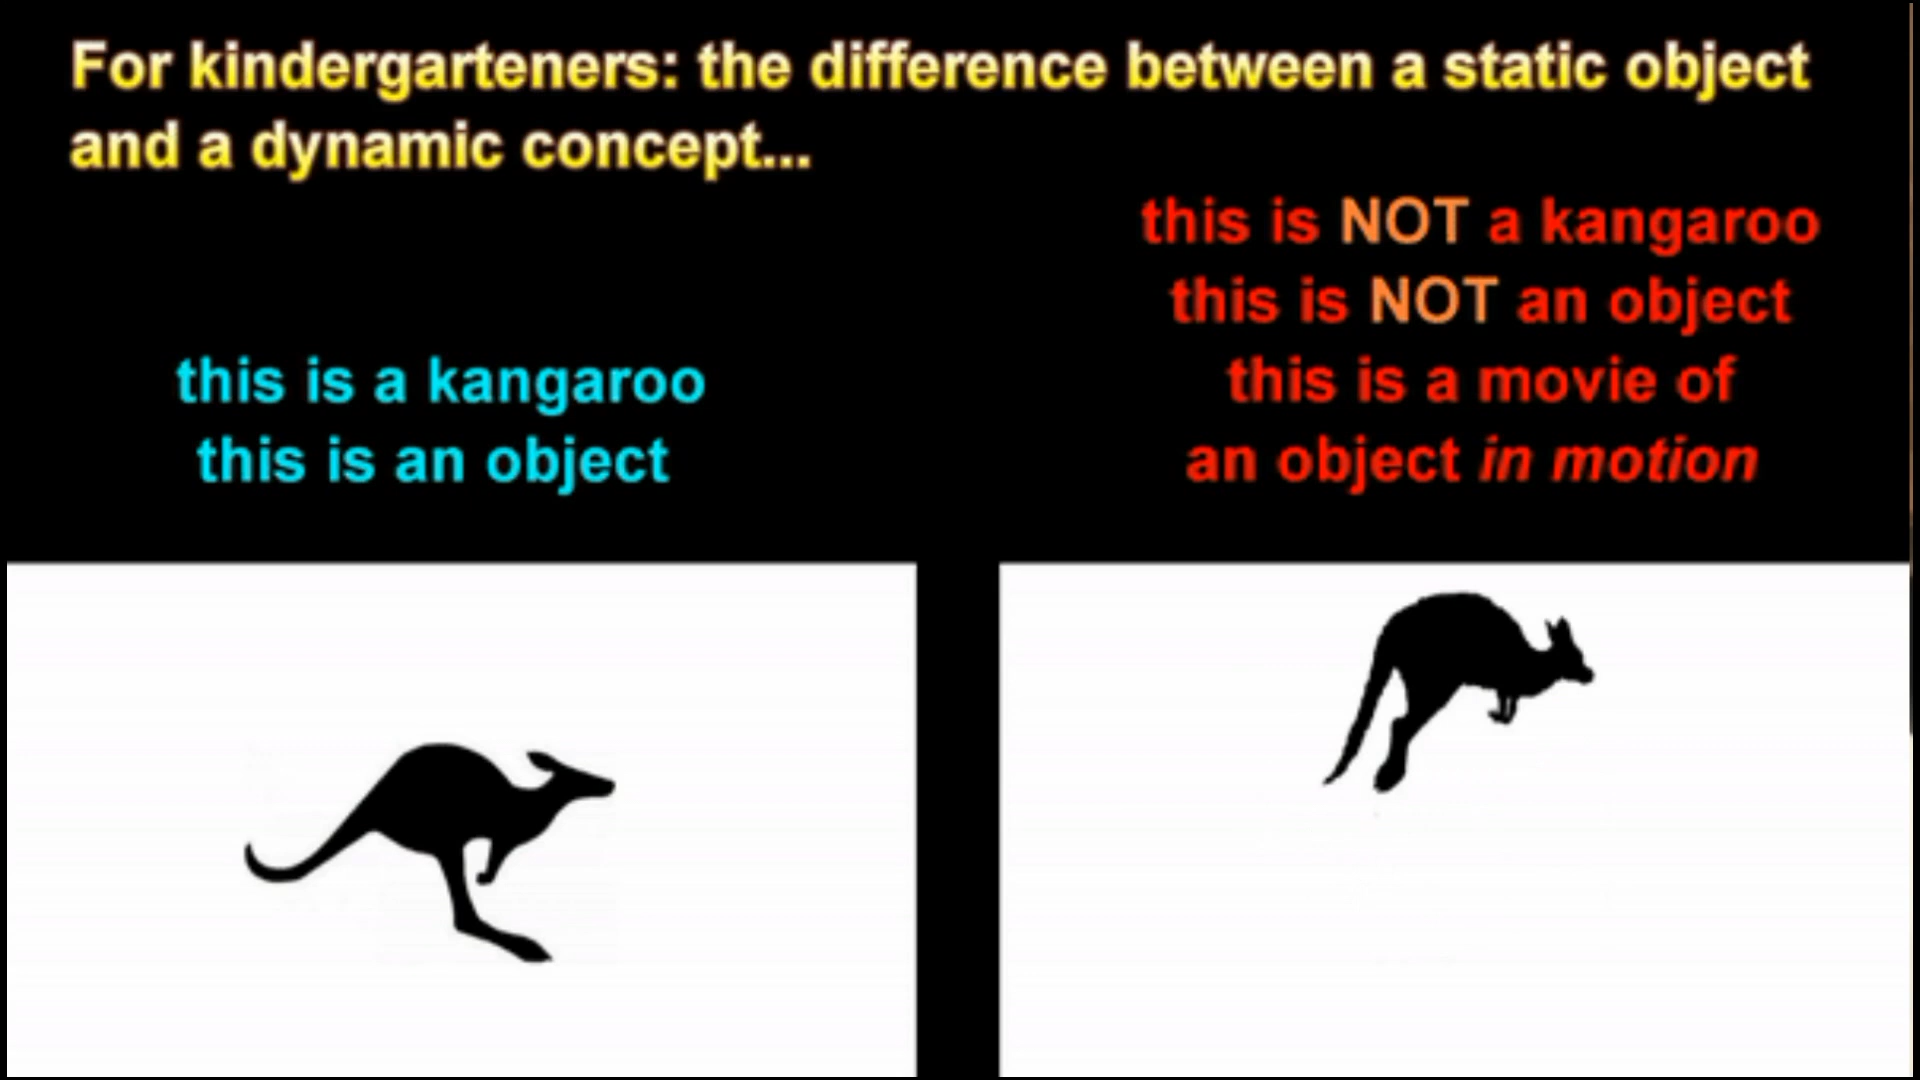 For kindergarteners: the difference between a static object
and a dynamic concept...
this is a kangaroo
this is an object
this is NOT a kangaroo
this is NOT an object
this is a movie of
an object in motion